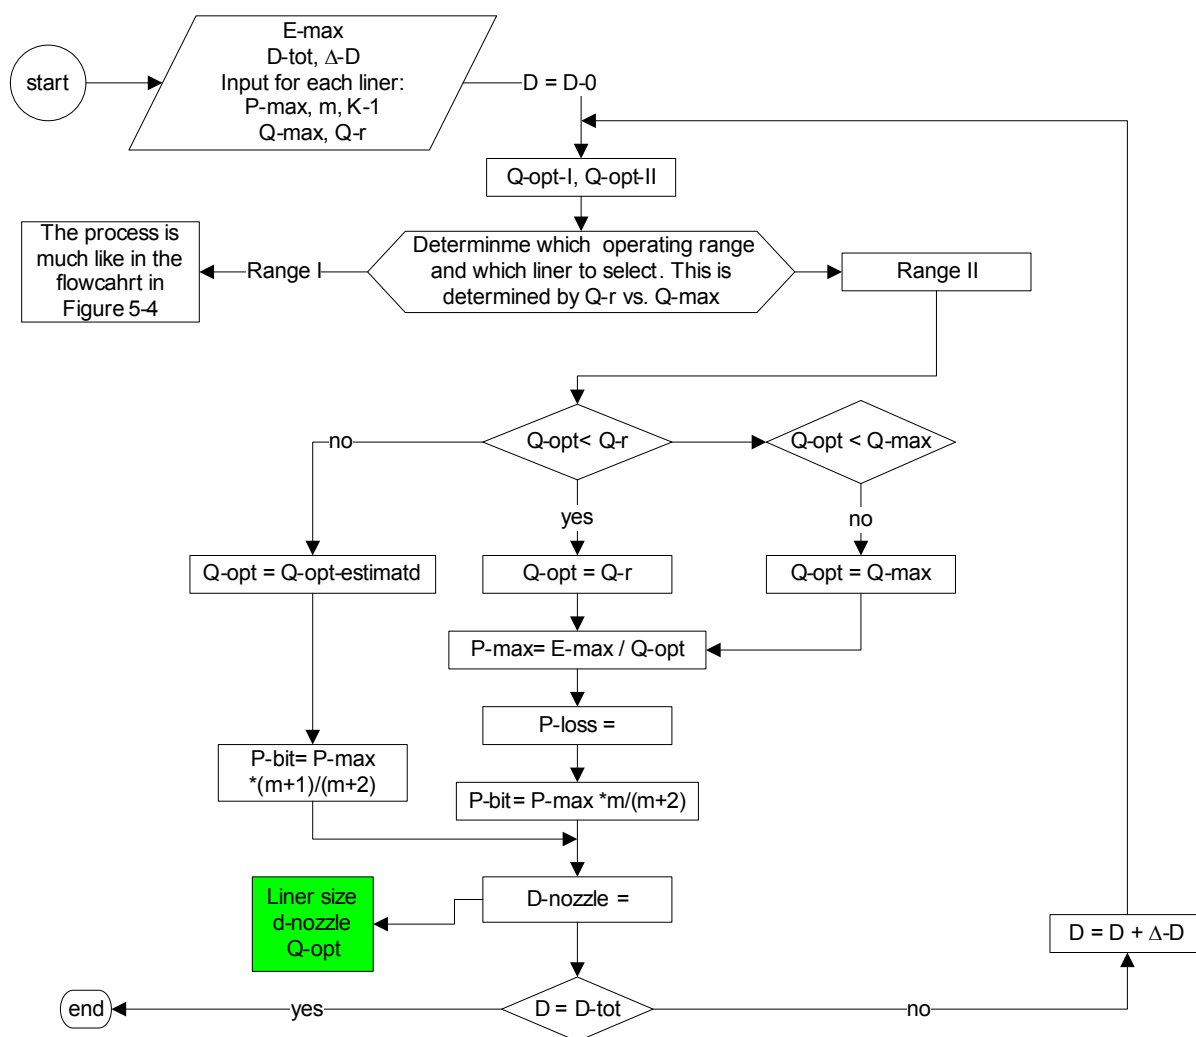 start
E-max
D-tot, Δ-D
Input for each liner:
P-max, m, K-1
Q-max, Q-r
D = D-0
Q-opt-I, Q-opt-II
The process is
much like in the
flowcahrt in
Figure 5-4
Range I
Determinme which operating range
and which liner to select. This is
determined by Q-r vs. Q-max
Range II
Q-opt< Q-r
Q-opt < Q-max
no
yes
no
Q-opt = Q-opt-estimatd
Q-opt = Q-r
Q-opt = Q-max
P-max= E-max / Q-opt
P-loss =
P-bit= P-max
*(m+1)/(m+2)
P-bit= P-max *m/(m+2)
Liner size
d-nozzle
Q-opt
D-nozzle =
D = D + Δ-D
end
yes
D = D-tot
no